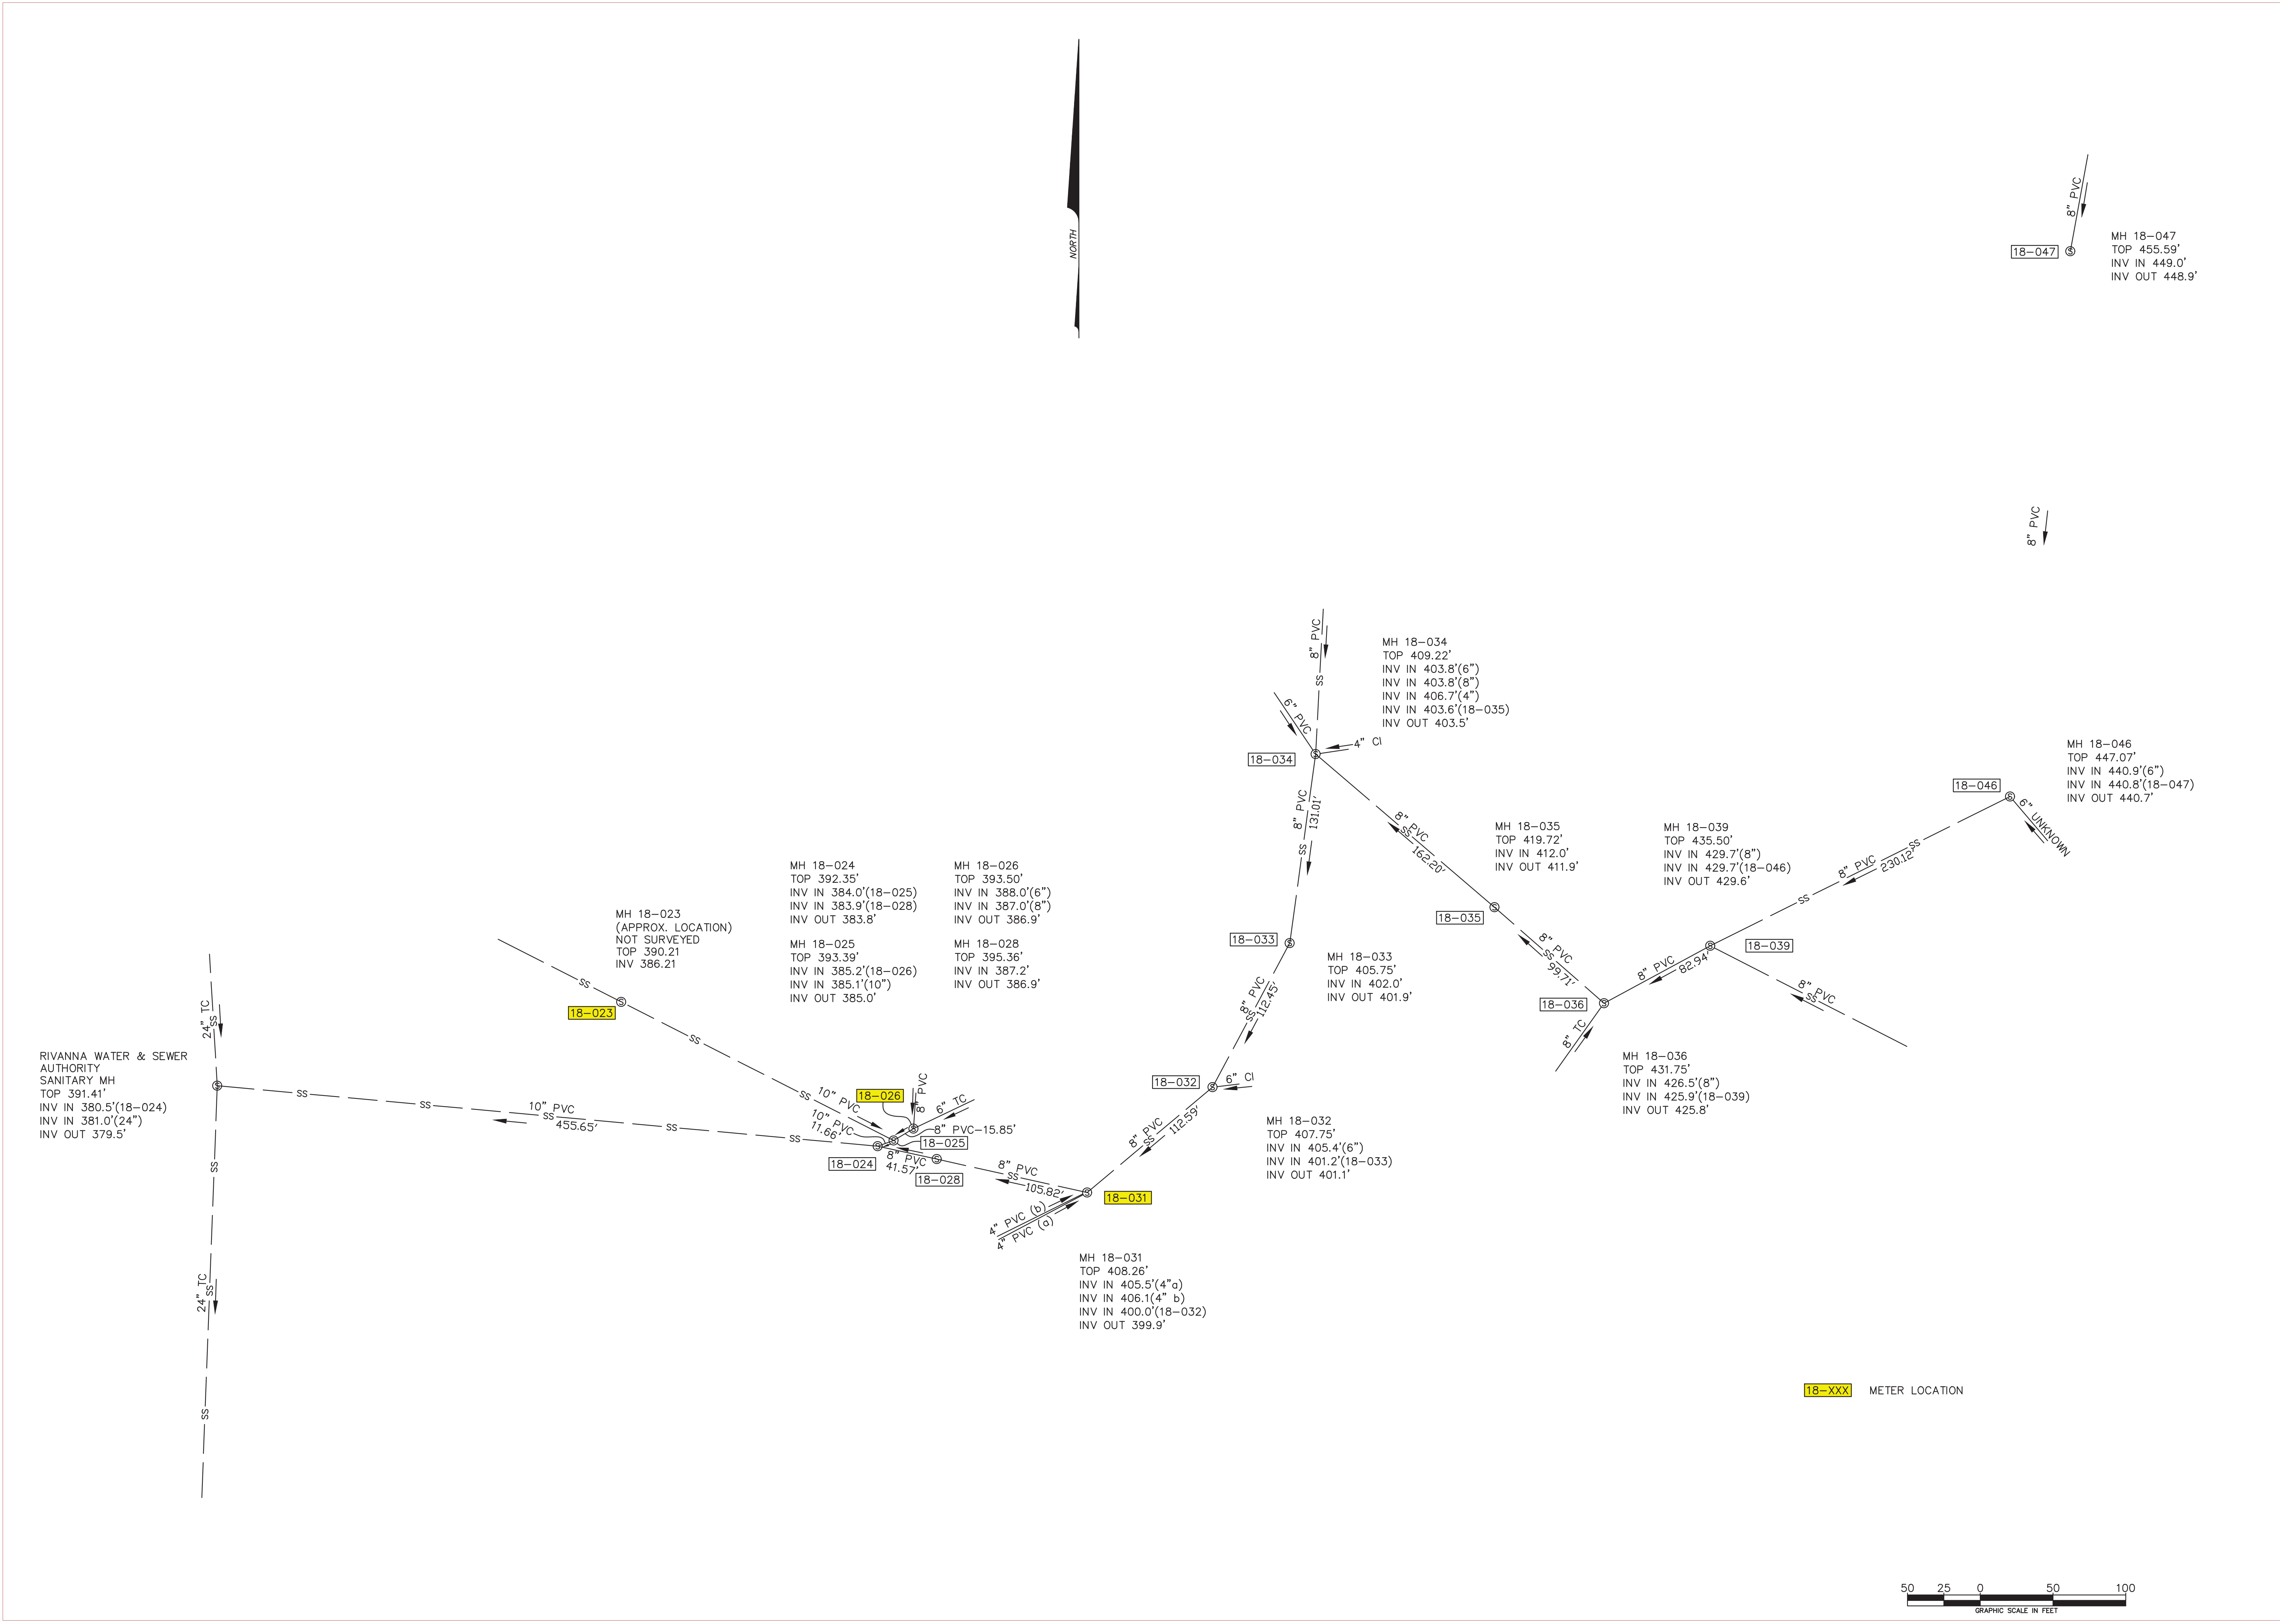 NORTH
8" PVC
18-047
MH 18-047
TOP 455.59'
INV IN 449.0'
INV OUT 448.9'
8" PVC
8" PVC
SS
6" PVC
4" CI
18-034
MH 18-034
TOP 409.22'
INV IN 403.8'(6")
INV IN 403.8'(8")
INV IN 406.7'(4")
INV IN 403.6'(18-035)
INV OUT 403.5'
8" PVC
131.01'
SS
8" PVC
SS
162.20'
MH 18-035
TOP 419.72'
INV IN 412.0'
INV OUT 411.9'
18-035
MH 18-039
TOP 435.50'
INV IN 429.7'(8")
INV IN 429.7'(18-046)
INV OUT 429.6'
18-039
18-046
MH 18-046
TOP 447.07'
INV IN 440.9'(6")
INV IN 440.8'(18-047)
INV OUT 440.7'
6" UNKNOWN
SS
8" PVC
230.12'
SS
8" PVC
82.94'
8" PVC
SS
8" PVC
SS
99.71'
18-036
8" TC
MH 18-036
TOP 431.75'
INV IN 426.5'(8")
INV IN 425.9'(18-039)
INV OUT 425.8'
18-033
MH 18-033
TOP 405.75'
INV IN 402.0'
INV OUT 401.9'
8" PVC
SS
112.45'
18-032
6" CI
MH 18-032
TOP 407.75'
INV IN 405.4'(6")
INV IN 401.2'(18-033)
INV OUT 401.1'
8" PVC
SS
112.59'
MH 18-024
TOP 392.35'
INV IN 384.0'(18-025)
INV IN 383.9'(18-028)
INV OUT 383.8'
MH 18-026
TOP 393.50'
INV IN 388.0'(6")
INV IN 387.0'(8")
INV OUT 386.9'
MH 18-025
TOP 393.39'
INV IN 385.2'(18-026)
INV IN 385.1'(10")
INV OUT 385.0'
MH 18-028
TOP 395.36'
INV IN 387.2'
INV OUT 386.9'
MH 18-023
(APPROX. LOCATION)
NOT SURVEYED
TOP 390.21
INV 386.21
SS
18-023
SS
SS
10" PVC
18-026
8" PVC
6" TC
8" PVC-15.85'
10" PVC
11.66'
18-025
18-024
8" PVC
41.57'
18-028
8" PVC
SS
105.82'
18-031
4" PVC (b)
4" PVC (a)
MH 18-031
TOP 408.26'
INV IN 405.5'(4"a)
INV IN 406.1(4" b)
INV IN 400.0'(18-032)
INV OUT 399.9'
24" TC
SS
RIVANNA WATER & SEWER
AUTHORITY
SANITARY MH
TOP 391.41'
INV IN 380.5'(18-024)
INV IN 381.0'(24")
INV OUT 379.5'
SS
SS
10" PVC
SS
455.65'
SS
SS
SS
24" TC
SS
SS
18-XXX
METER LOCATION
50 25 0 50 100
GRAPHIC SCALE IN FEET